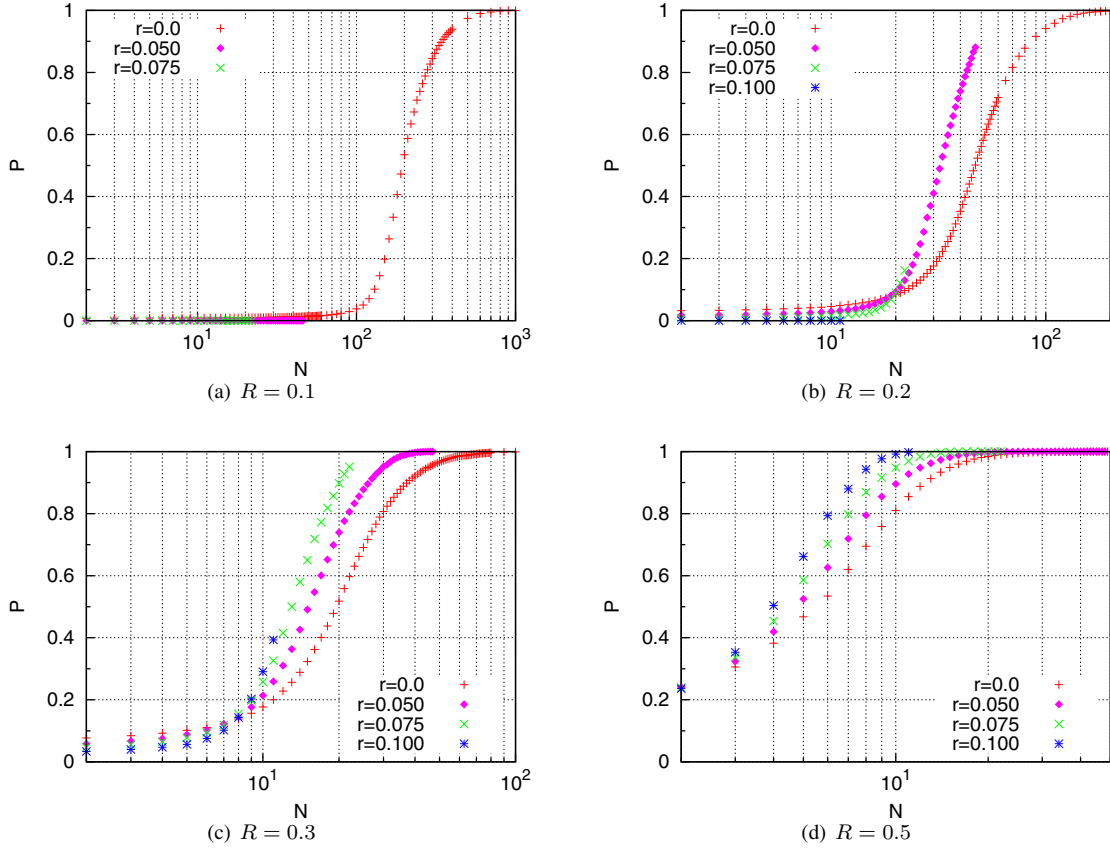 1
0.8
0.6
0.4
0.2
0
P
r=0.0
r=0.050
r=0.075
10^1
10^2
10^3
N
(a) R = 0.1
1
0.8
0.6
0.4
0.2
0
P
r=0.0
r=0.050
r=0.075
r=0.100
10^1
10^2
N
(b) R = 0.2
1
0.8
0.6
0.4
0.2
0
P
r=0.0
r=0.050
r=0.075
r=0.100
10^1
10^2
N
(c) R = 0.3
1
0.8
0.6
0.4
0.2
0
P
r=0.0
r=0.050
r=0.075
r=0.100
10^1
N
(d) R = 0.5